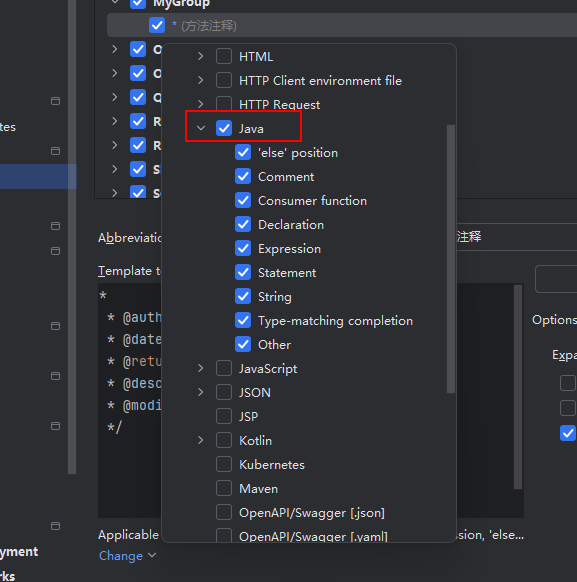 MyGroup
* (方法注释)
HTML
HTTP Client environment file
HTTP Request
Java
'else' position
Comment
Consumer function
Declaration
Expression
Statement
String
Type-matching completion
Other
JavaScript
JSON
JSP
Kotlin
Kubernetes
Maven
OpenAPI/Swagger [.json]
OpenAPI/Swagger [.yaml]
O
O
Q
R
R
S
tes
Abbreviatio
注释
Template te
*
* @auth
* @date
* @retu
* @desc
* @modi
*/
Options
Expa
Applicable
ssion, 'else...
Change
yment
rks